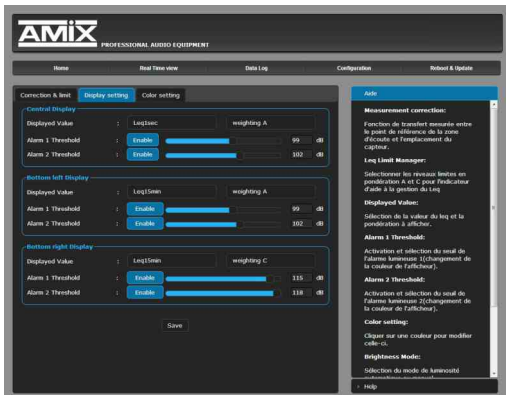 AMiX
PROFESSIONAL AUDIO EQUIPMENT
Home Real Time view Data Log Configuration Reboot & Update
Correction & limit Display setting Color setting
Central Display
Displayed Value : Leq1sec weighting A
Alarm 1 Threshold : Enable 99 dB
Alarm 2 Threshold : Enable 102 dB
Bottom left Display
Displayed Value : Leq15min weighting A
Alarm 1 Threshold : Enable 99 dB
Alarm 2 Threshold : Enable 102 dB
Bottom right Display
Displayed Value : Leq15min weighting C
Alarm 1 Threshold : Enable 115 dB
Alarm 2 Threshold : Enable 118 dB
Save
Aide
Measurement correction:
Fonction de transfert mesurée entre
le point de référence de la zone
d'écoute et l'emplacement du
capteur.
Leq Limit Manager:
Selectionner les niveaux limites en
pondération A et C pour l'indicateur
d'aide à la gestion du Leq
Displayed Value:
Sélection de la valeur du leq et la
pondération à afficher.
Alarm 1 Threshold:
Activation et sélection du seuil de
l'alarme lumineuse 1(changement de
la couleur de l'afficheur).
Alarm 2 Threshold:
Activation et sélection du seuil de
l'alarme lumineuse 2(changement de
la couleur de l'afficheur).
Color setting:
Cliquer sur une couleur pour modifier
celle-ci.
Brightness Mode:
Sélection du mode de luminosité
Help